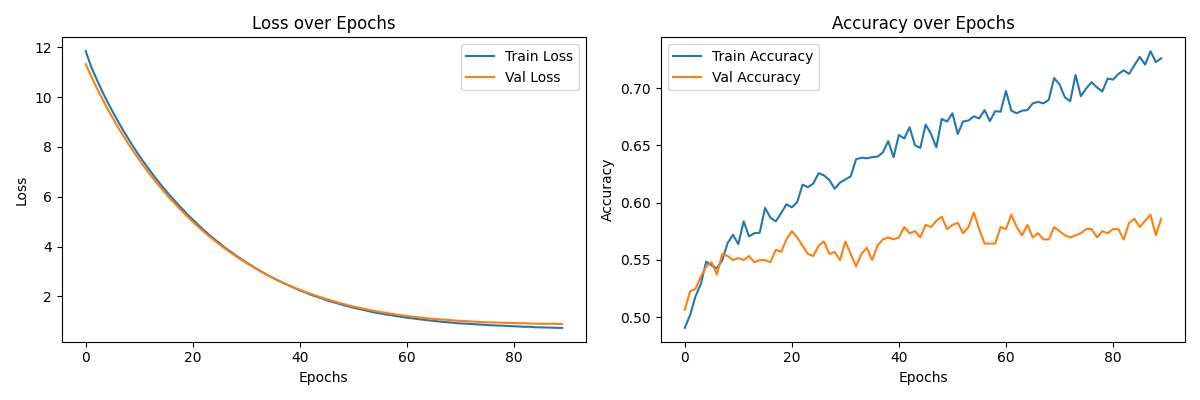 Loss over Epochs
Train Loss
Val Loss
12
10
8
6
4
2
Loss
0
20
40
60
80
Epochs
Accuracy over Epochs
Train Accuracy
Val Accuracy
0.70
0.65
0.60
0.55
0.50
Accuracy
0
20
40
60
80
Epochs